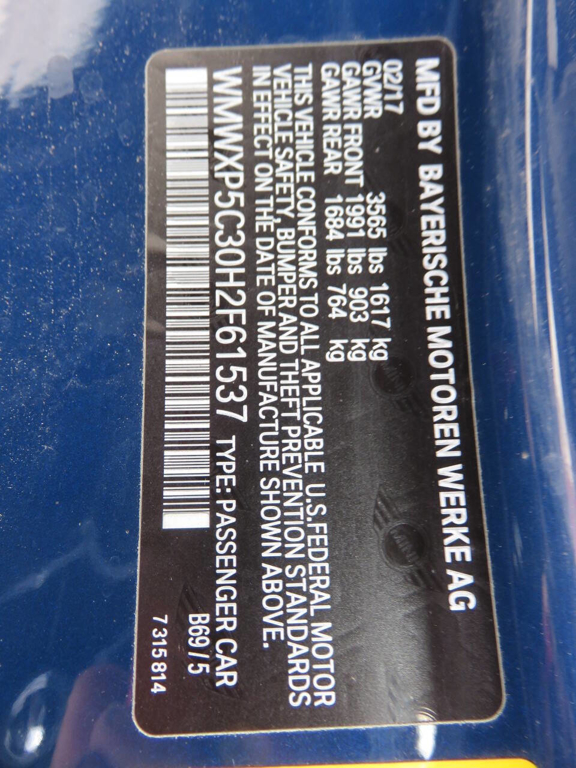 MFD BY BAYERISCHE MOTOREN WERKE AG
02/17
GVWR 3565 lbs 1617 kg
GAWR FRONT 1991 lbs 903 kg
GAWR REAR 1684 lbs 764 kg
THIS VEHICLE CONFORMS TO ALL APPLICABLE U.S.FEDERAL MOTOR
VEHICLE SAFETY, BUMPER AND THEFT PREVENTION STANDARDS
IN EFFECT ON THE DATE OF MANUFACTURE SHOWN ABOVE.
WMWXP5C30H2F61537 TYPE: PASSENGER CAR
B69/5
7 315 814
MINI
MINI